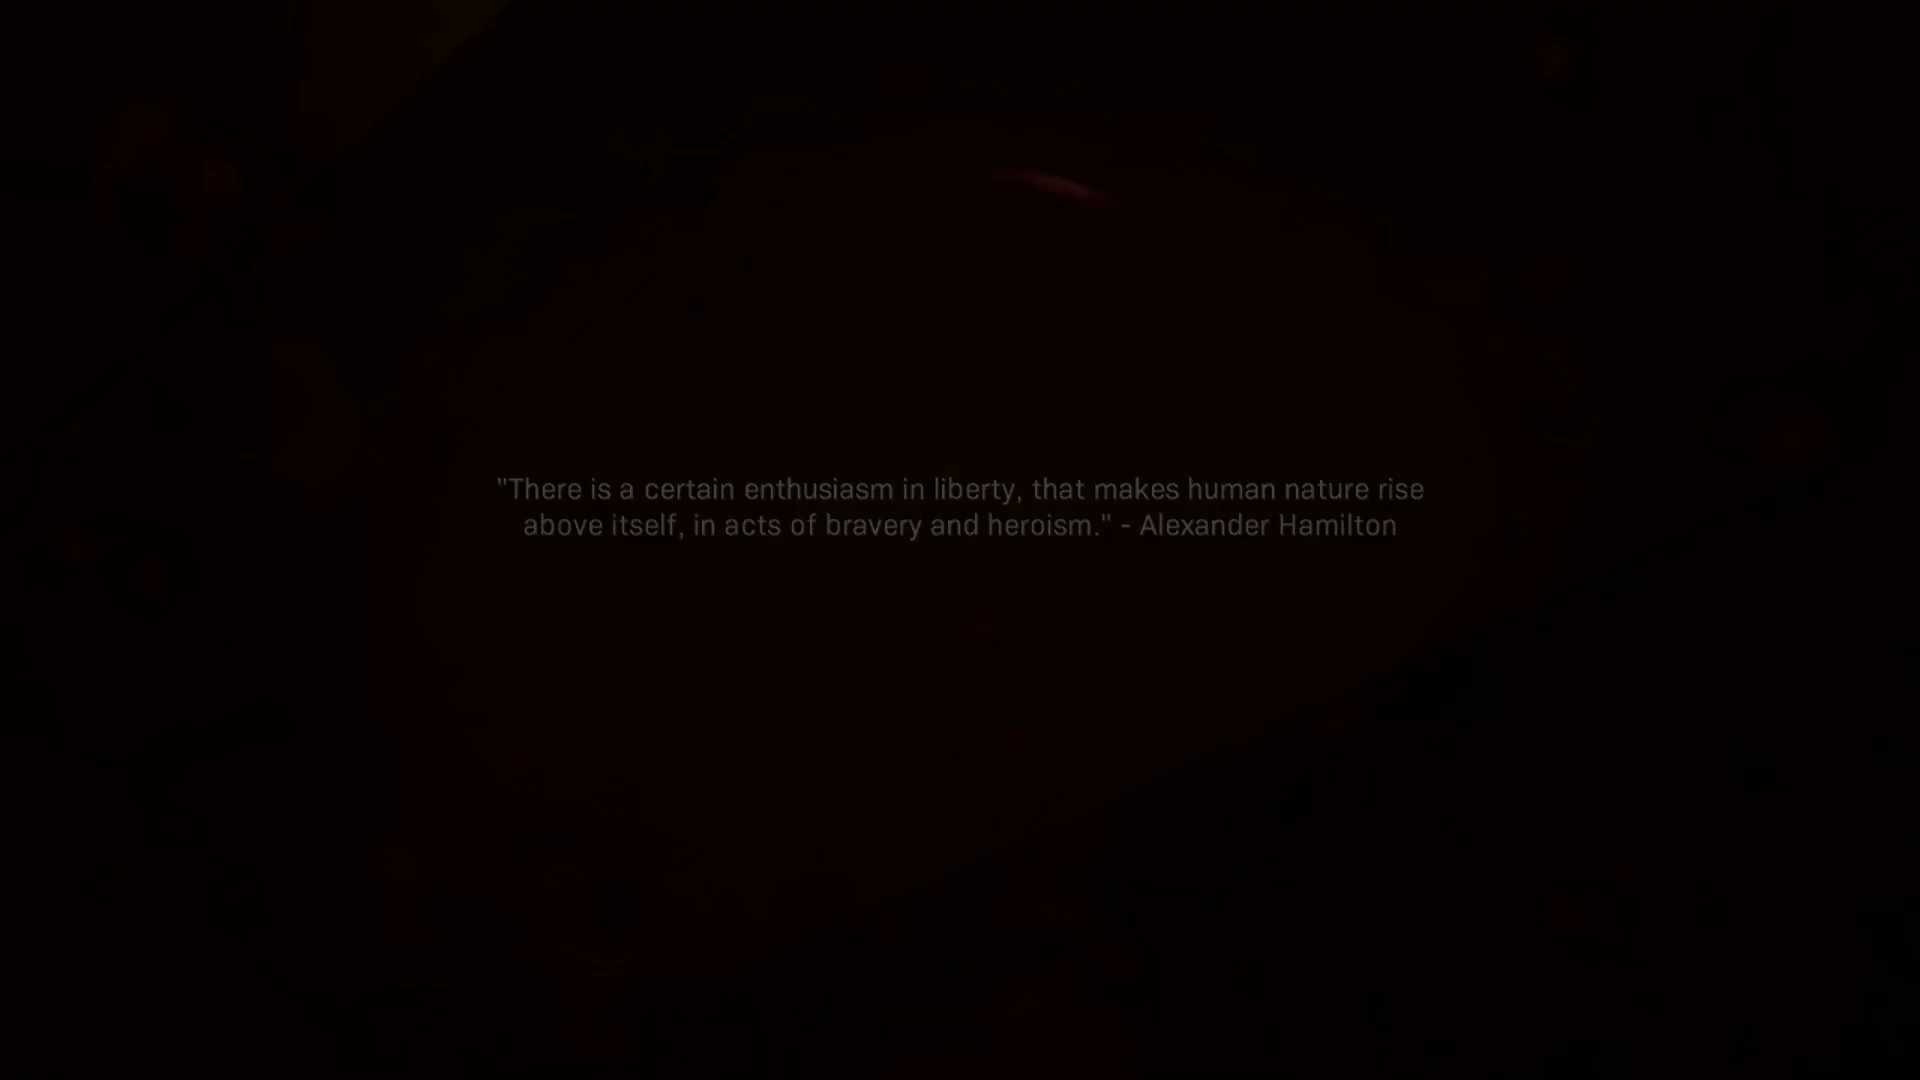 "There is a certain enthusiasm in liberty, that makes human nature rise
above itself, in acts of bravery and heroism." - Alexander Hamilton